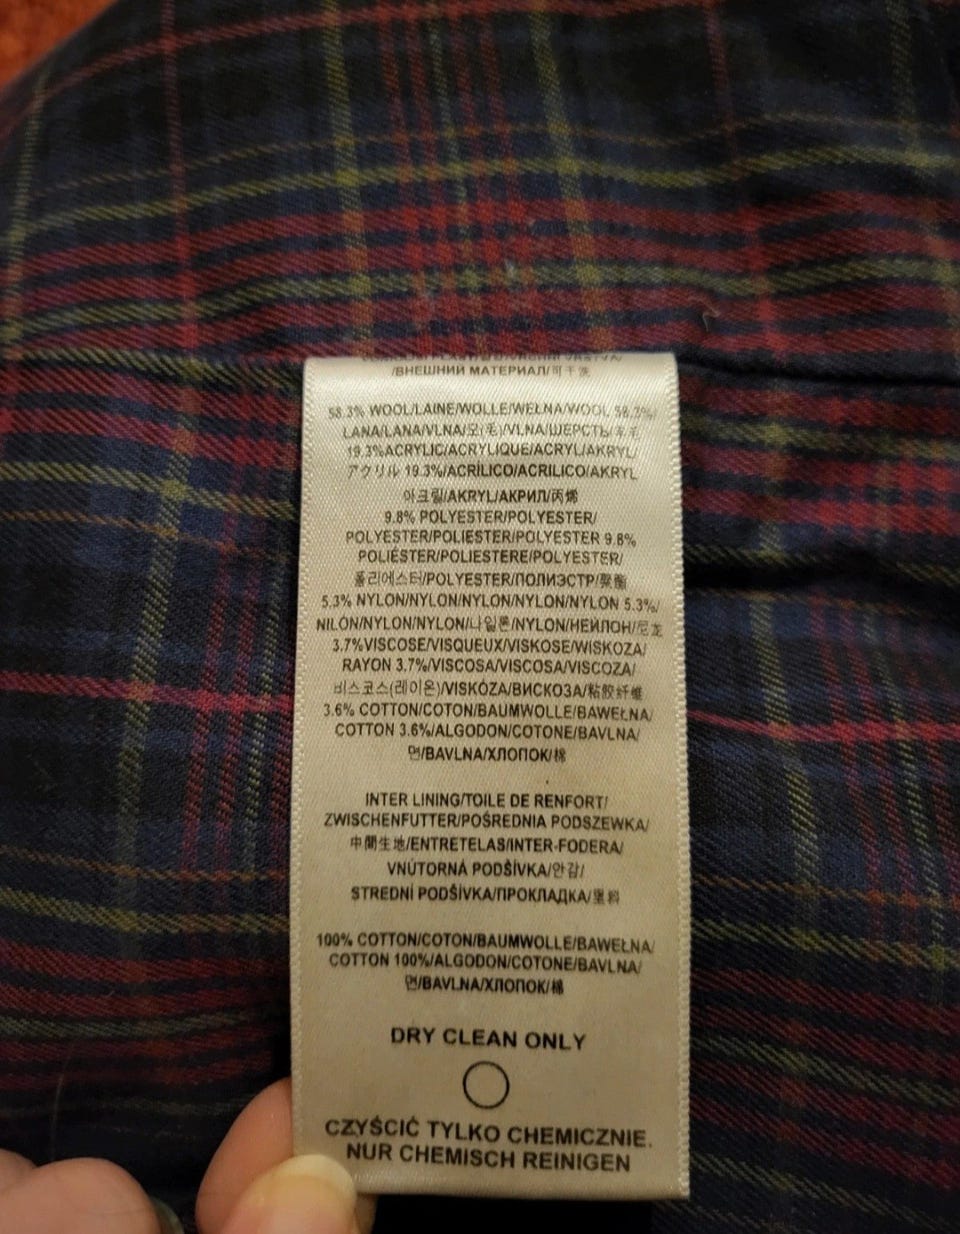 /ВНЕШНИЙ МАТЕРИАЛ/可干洗
58.3% WOOL/LAINE/WOLLE/WEŁNA/WOOL 58.3%/
LANA/LANA/VLNA/모(毛)/VLNA/ШЕРСТЬ/羊毛
19.3%ACRYLIC/ACRYLIQUE/ACRYL/AKRYL/
アクリル 19.3%/ACRÍLICO/ACRILICO/AKRYL
아크릴/AKRYL/АКРИЛ/丙烯
9.8% POLYESTER/POLYESTER/
POLYESTER/POLIESTER/POLYESTER 9.8%
POLIÉSTER/POLIESTERE/POLYESTER/
폴리에스터/POLYESTER/ПОЛИЭСТР/聚酯
5.3% NYLON/NYLON/NYLON/NYLON/NYLON 5.3%/
NILÓN/NYLON/NYLON/나일론/NYLON/НЕЙЛОН/尼龙
3.7%VISCOSE/VISQUEUX/VISKOSE/WISKOZA/
RAYON 3.7%/VISCOSA/VISCOSA/VISCOZA/
비스코스(레이온)/VISKÓZA/ВИСКОЗА/粘胶纤维
3.6% COTTON/COTON/BAUMWOLLE/BAWEŁNA/
COTTON 3.6%/ALGODON/COTONE/BAVLNA/
면/BAVLNA/ХЛОПОК/棉
INTER LINING/TOILE DE RENFORT/
ZWISCHENFUTTER/POŚREDNIA PODSZEWKA/
中間生地/ENTRETELAS/INTER-FODERA/
VNÚTORNÁ PODŠÍVKA/안감/
STREDNÍ PODŠÍVKA/ПРОКЛАДКА/里料
100% COTTON/COTON/BAUMWOLLE/BAWEŁNA/
COTTON 100%/ALGODON/COTONE/BAVLNA/
면/BAVLNA/ХЛОПОК/棉
DRY CLEAN ONLY
CZYŚCIĆ TYLKO CHEMICZNIE.
NUR CHEMISCH REINIGEN